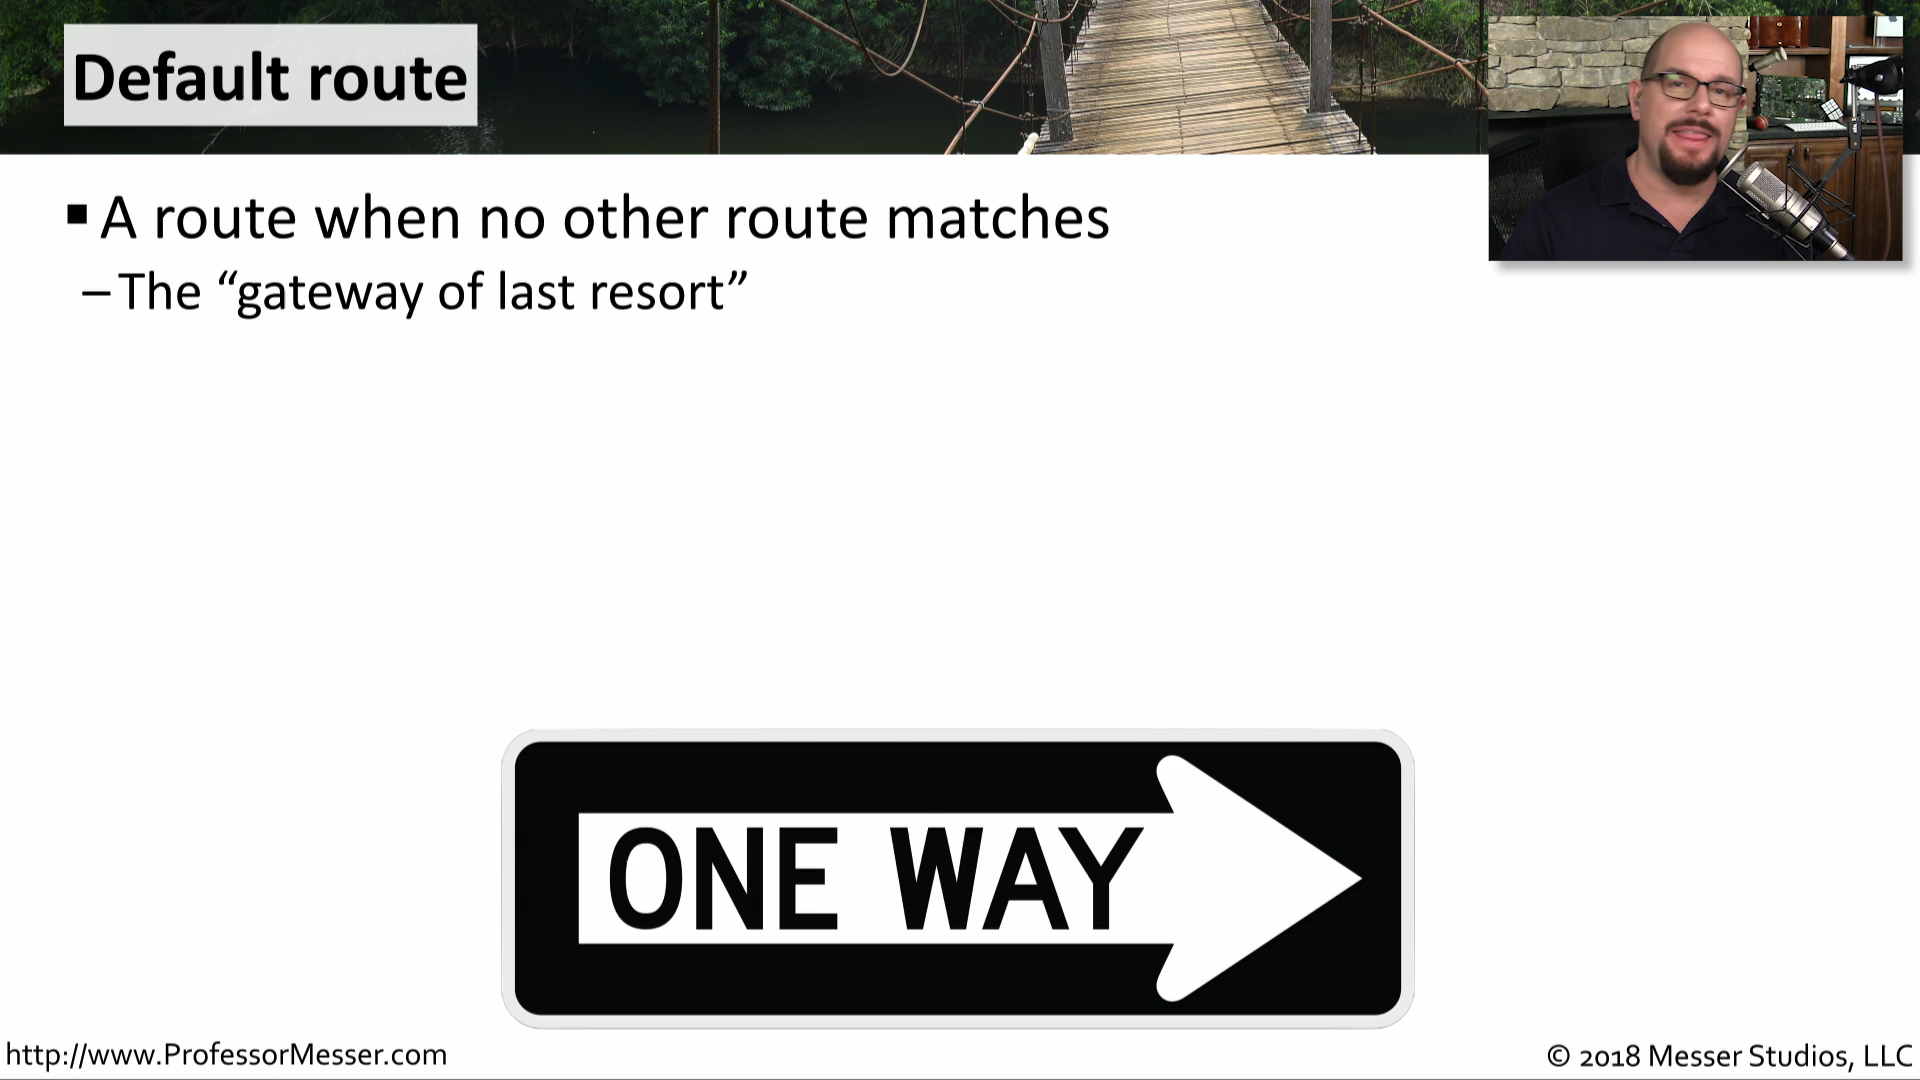 Default route
▪ A route when no other route matches
– The “gateway of last resort”
ONE WAY
http://www.ProfessorMesser.com
© 2018 Messer Studios, LLC